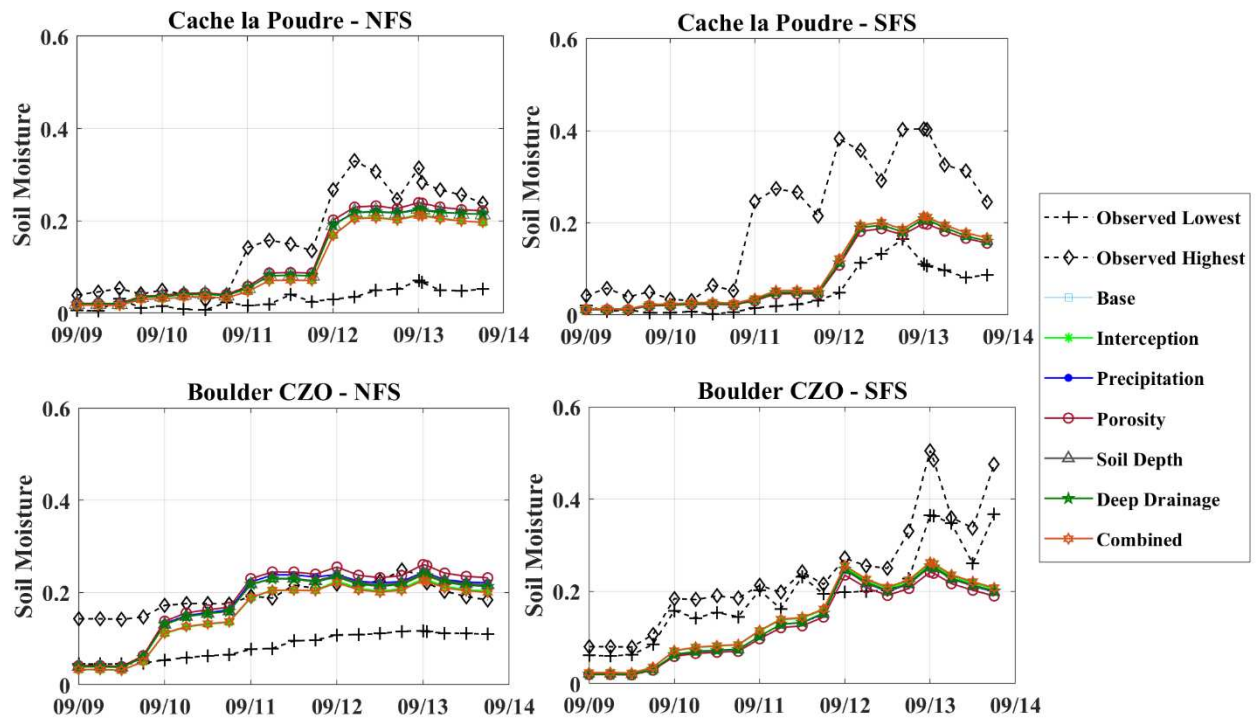 Cache la Poudre - NFS
0.6
0.4
0.2
0
Soil Moisture
09/09 09/10 09/11 09/12 09/13 09/14
Cache la Poudre - SFS
0.6
0.4
0.2
0
Soil Moisture
09/09 09/10 09/11 09/12 09/13 09/14
Boulder CZO - NFS
0.6
0.4
0.2
0
Soil Moisture
09/09 09/10 09/11 09/12 09/13 09/14
Boulder CZO - SFS
0.6
0.4
0.2
0
Soil Moisture
09/09 09/10 09/11 09/12 09/13 09/14
Observed Lowest
Observed Highest
Base
Interception
Precipitation
Porosity
Soil Depth
Deep Drainage
Combined